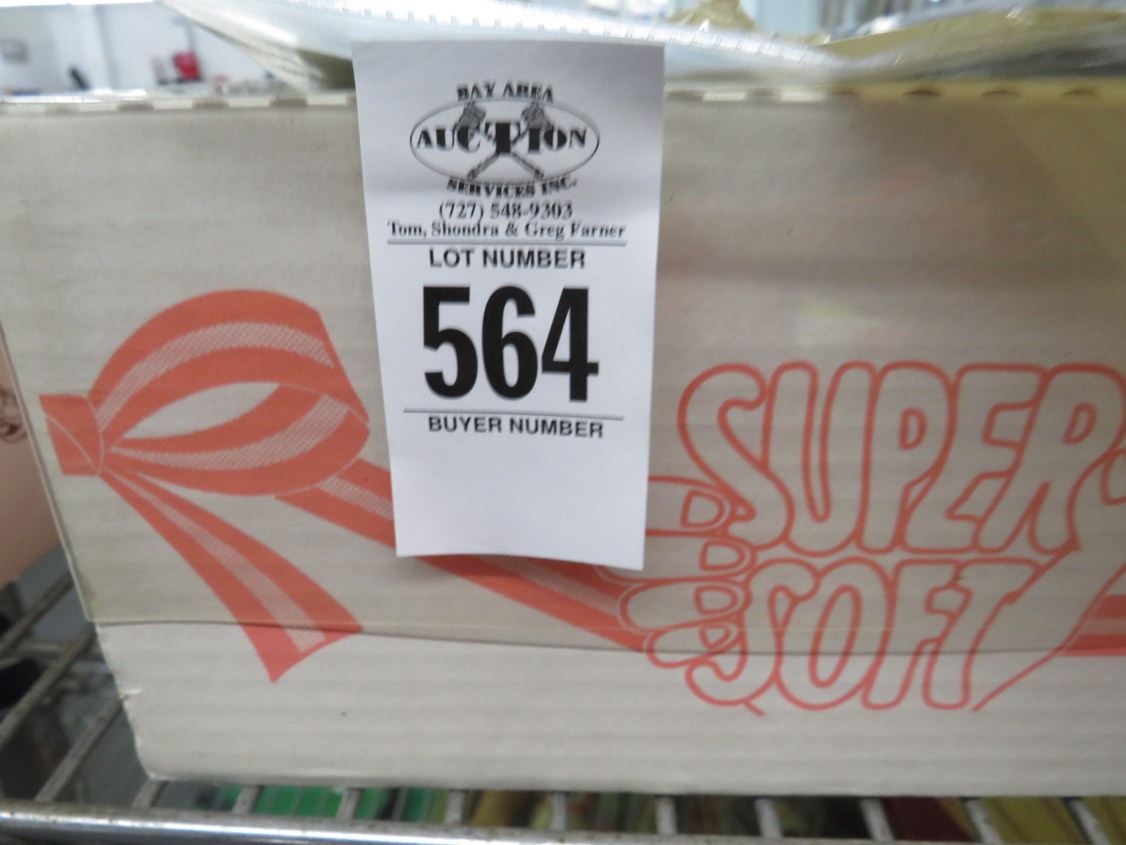 BAY AREA
AUCTION
SERVICES INC.
(727) 548-9303
Tom, Shondra & Greg Farner
LOT NUMBER
564
BUYER NUMBER
SUPER
SOFT